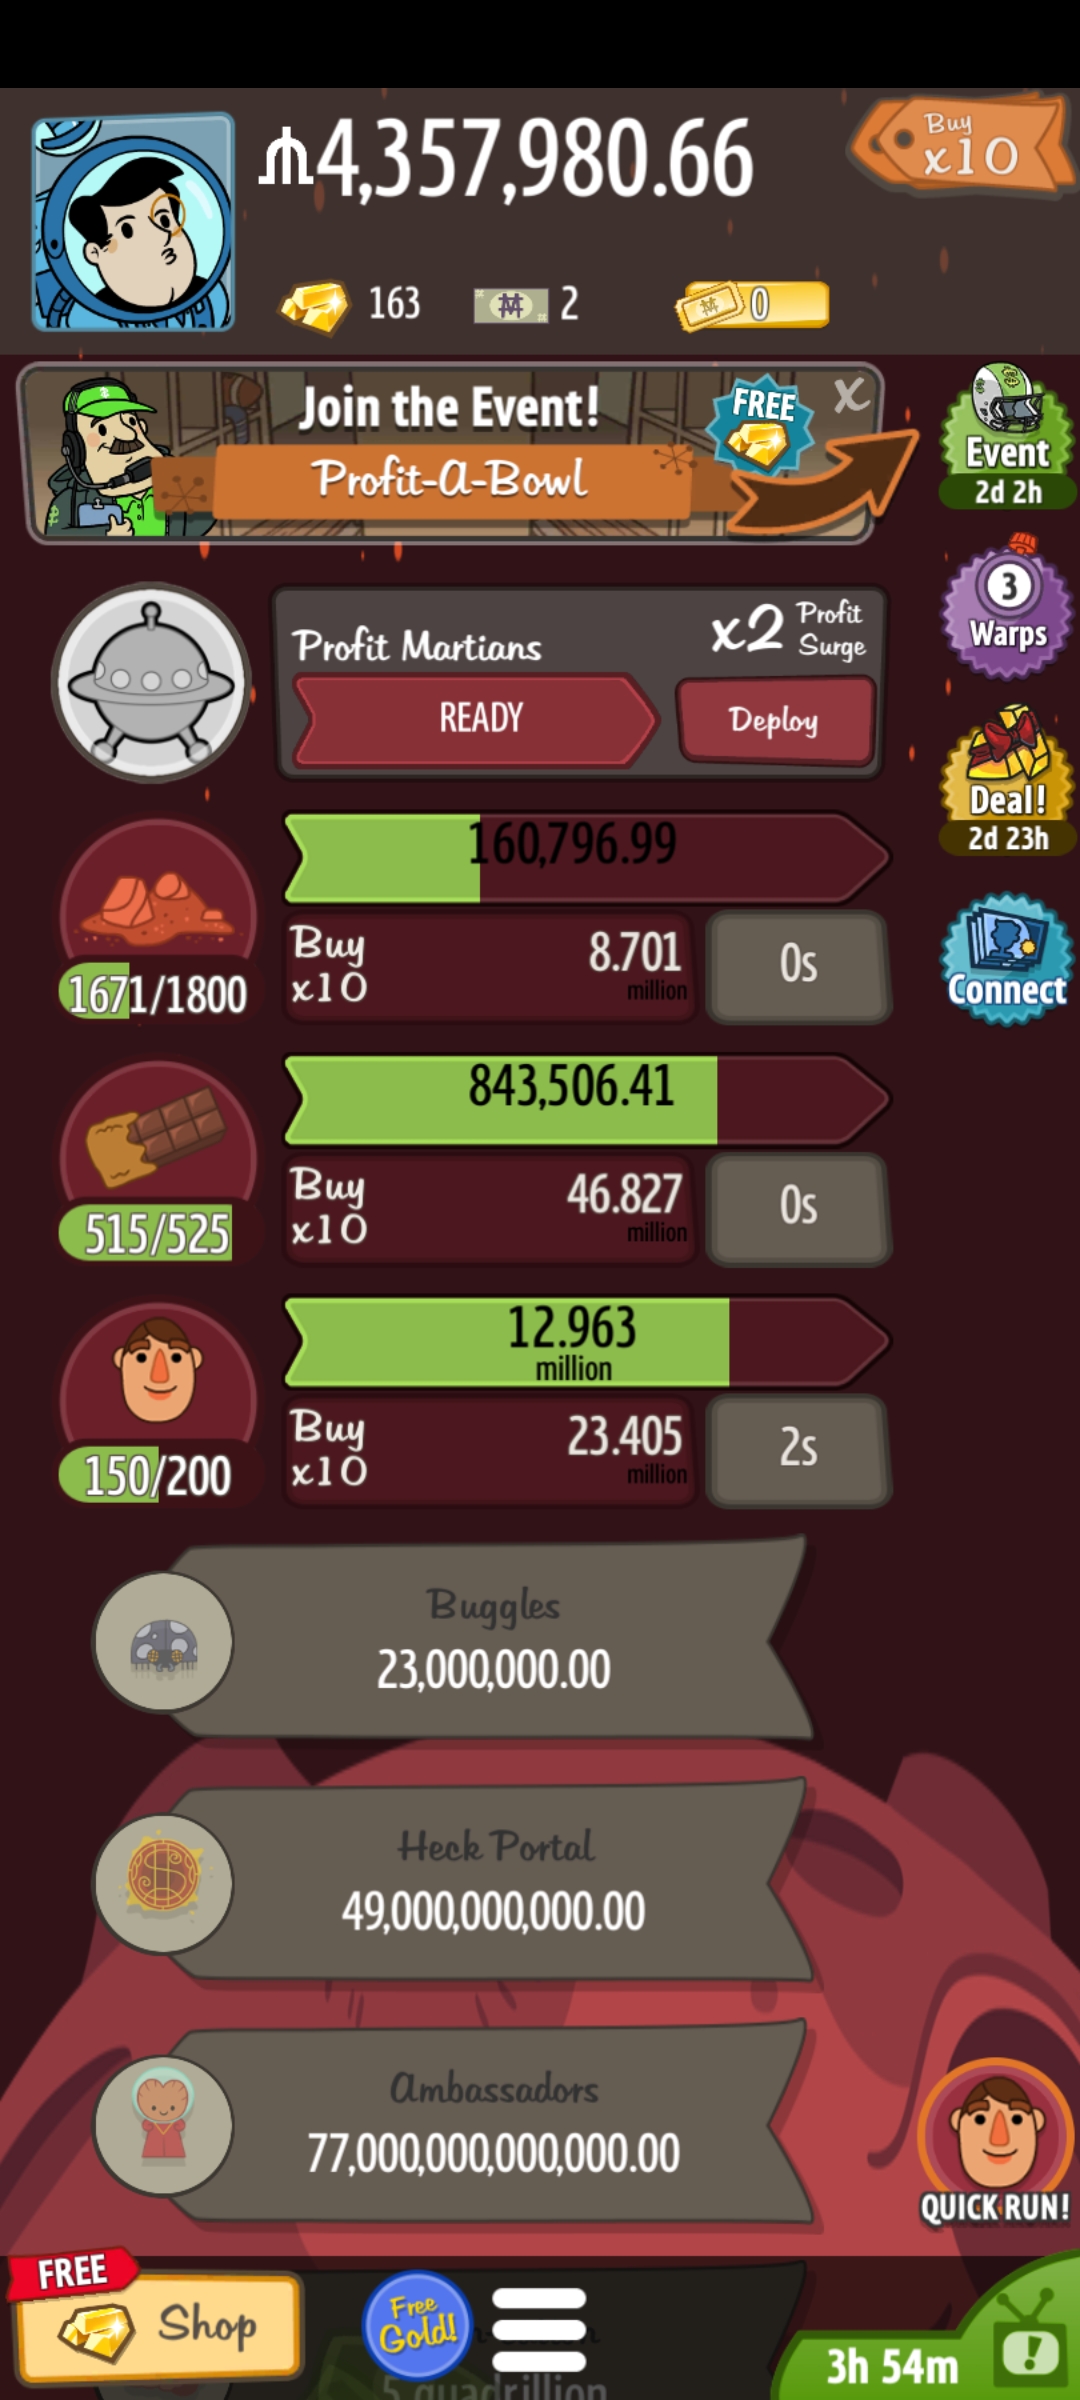 ₥4,357,980.66
Buy
x10
163
2
0
Join the Event!
FREE
X
Profit-A-Bowl
Event
2d 2h
3
Warps
Profit Martians
x2 Profit
Surge
READY
Deploy
Deal!
2d 23h
160,796.99
Buy
x10
8.701
million
0s
1671/1800
Connect
843,506.41
Buy
x10
46.827
million
0s
515/525
12.963
million
Buy
x10
23.405
million
2s
150/200
Buggles
23,000,000.00
Heck Portal
49,000,000,000.00
Ambassadors
77,000,000,000,000.00
QUICK RUN!
FREE
Shop
Free
Gold!
3h 54m
5 quadrillion